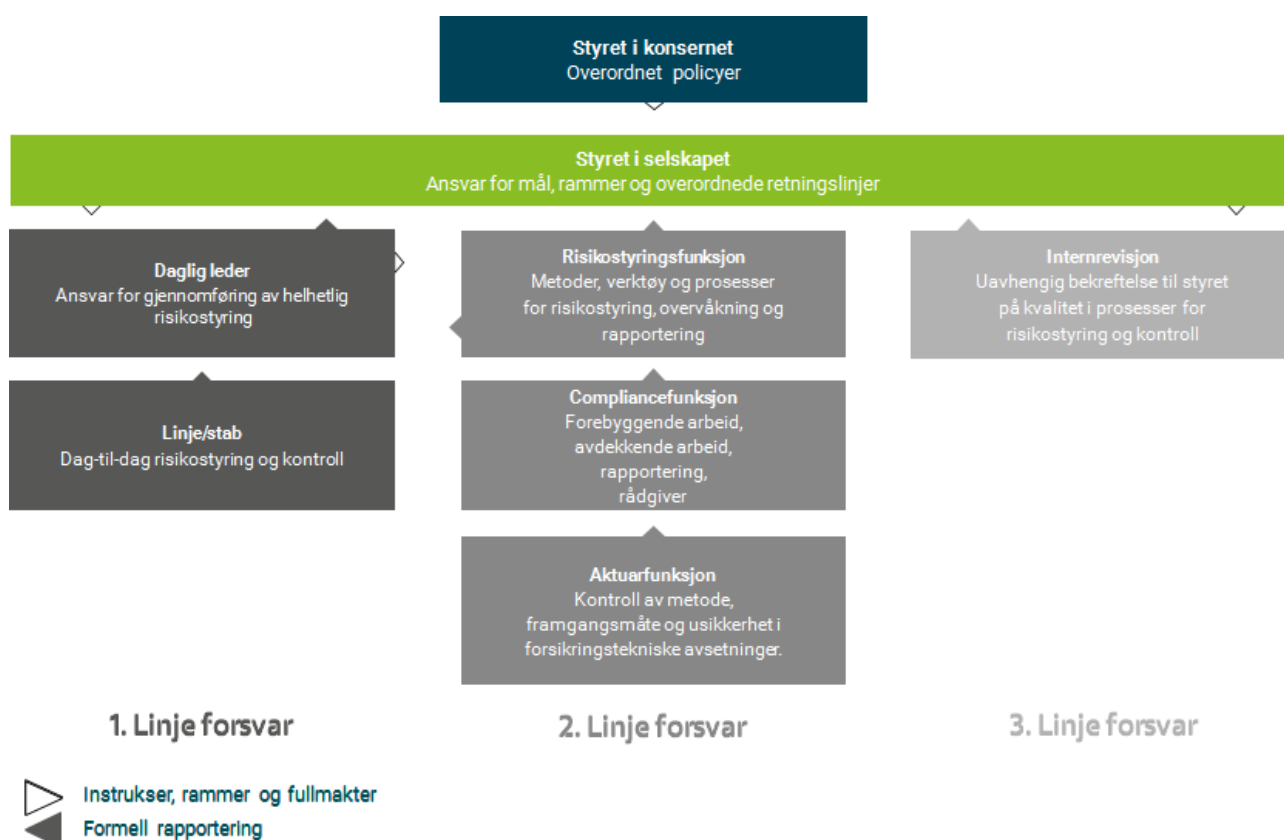 Styret i konsernet
Overordnet policyer
Styret i selskapet
Ansvar for mål, rammer og overordnede retningslinjer
Daglig leder
Ansvar for gjennomføring av helhetlig
risikostyring
Linje/stab
Dag-til-dag risikostyring og kontroll
Risikostyringsfunksjon
Metoder, verktøy og prosesser
for risikostyring, overvåkning og
rapportering
Compliancefunksjon
Forebyggende arbeid,
avdekkende arbeid,
rapportering,
rådgiver
Aktuarfunksjon
Kontroll av metode,
framgangsmåte og usikkerhet i
forsikringstekniske avsetninger.
Internrevisjon
Uavhengig bekreftelse til styret
på kvalitet i prosesser for
risikostyring og kontroll
1. Linje forsvar
2. Linje forsvar
3. Linje forsvar
Instrukser, rammer og fullmakter
Formell rapportering